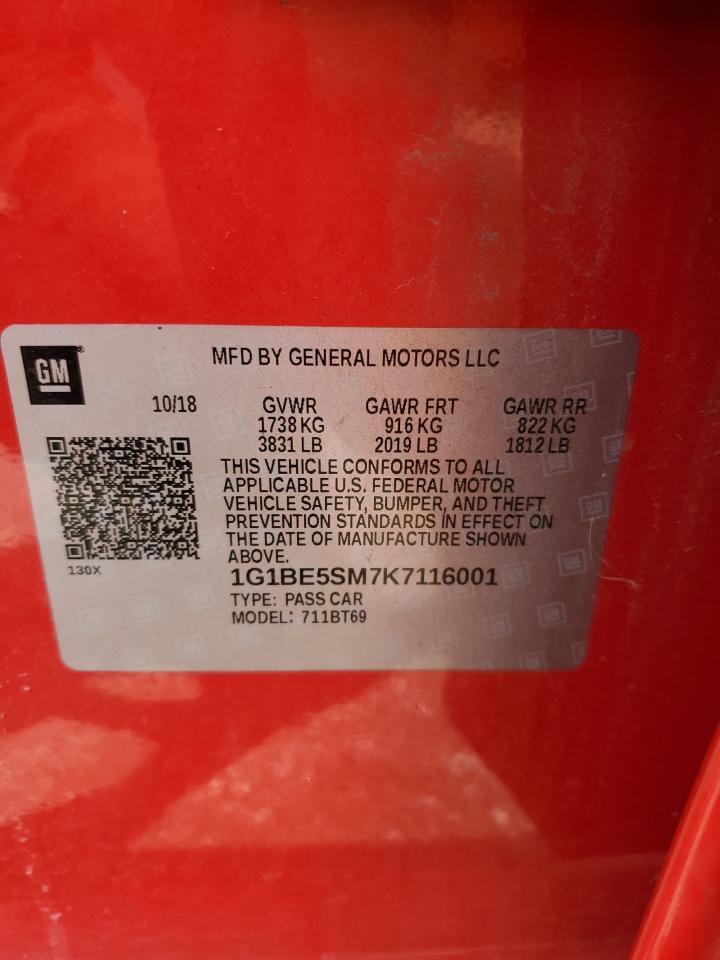 GM
MFD BY GENERAL MOTORS LLC
10/18 GVWR GAWR FRT GAWR RR
1738 KG 916 KG 822 KG
3831 LB 2019 LB 1812 LB
THIS VEHICLE CONFORMS TO ALL
APPLICABLE U.S. FEDERAL MOTOR
VEHICLE SAFETY, BUMPER, AND THEFT
PREVENTION STANDARDS IN EFFECT ON
THE DATE OF MANUFACTURE SHOWN
ABOVE.
130X
1G1BE5SM7K7116001
TYPE: PASS CAR
MODEL: 711BT69